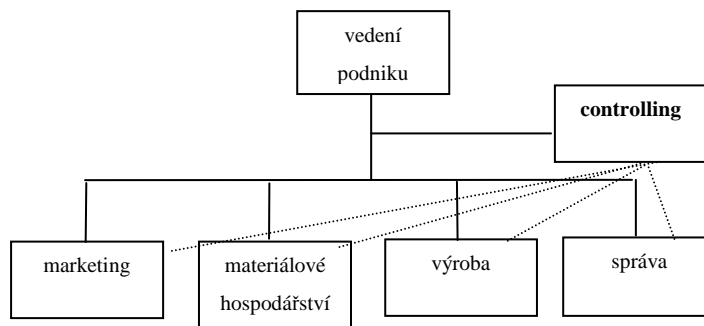 vedení
podniku
controlling
marketing
materiálové
hospodářství
výroba
správa